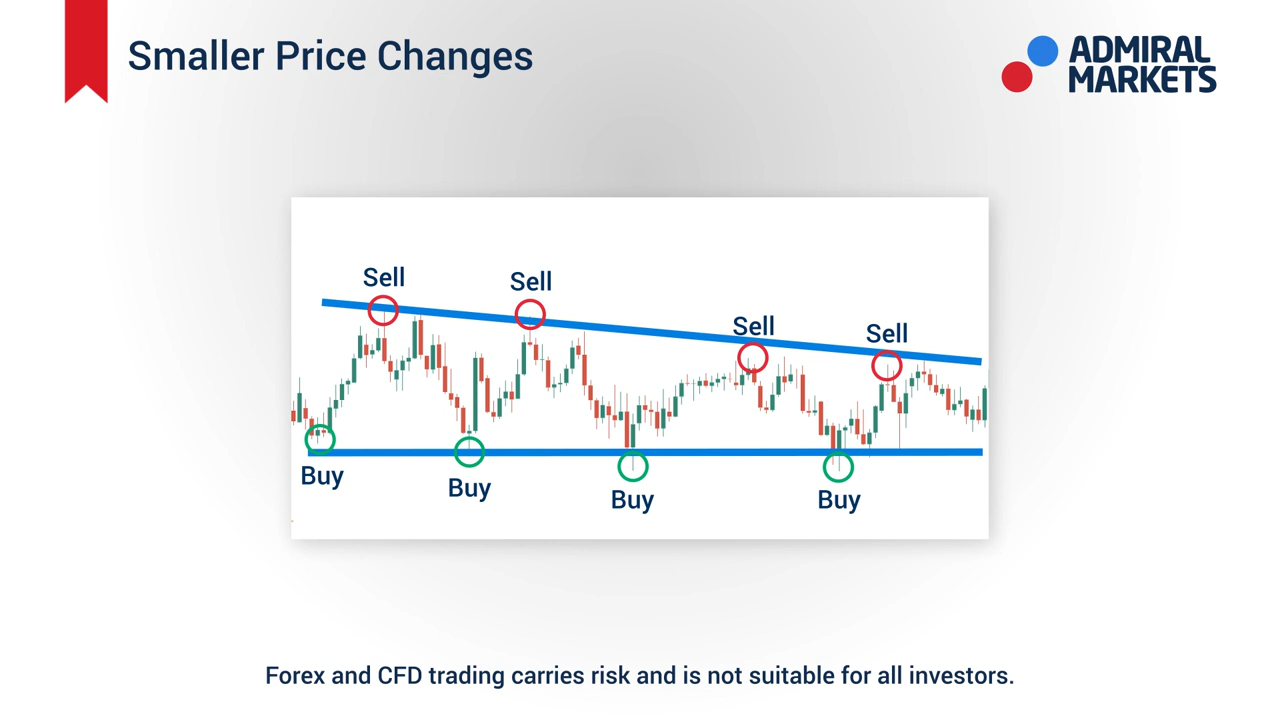 Smaller Price Changes
ADMIRAL
MARKETS
Sell
Sell
Sell
Sell
Buy
Buy
Buy
Buy
Forex and CFD trading carries risk and is not suitable for all investors.